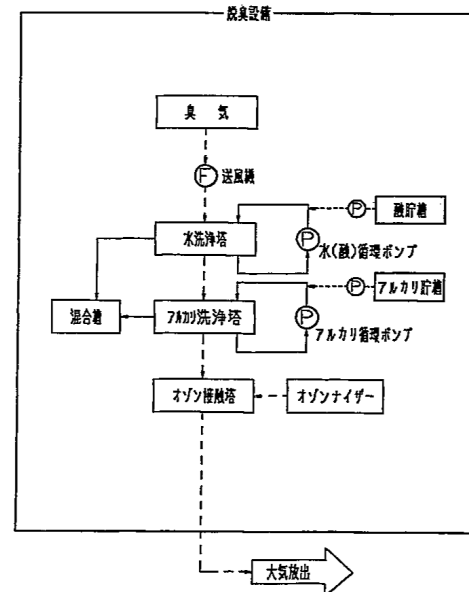 脱臭設備
臭 気
F 送風機
P 酸貯槽
水洗浄塔
P
水(酸)循環ポンプ
P アルカリ貯槽
混合槽
アルカリ洗浄塔
P
アルカリ循環ポンプ
オゾン接触塔
オゾンナイザー
大気放出